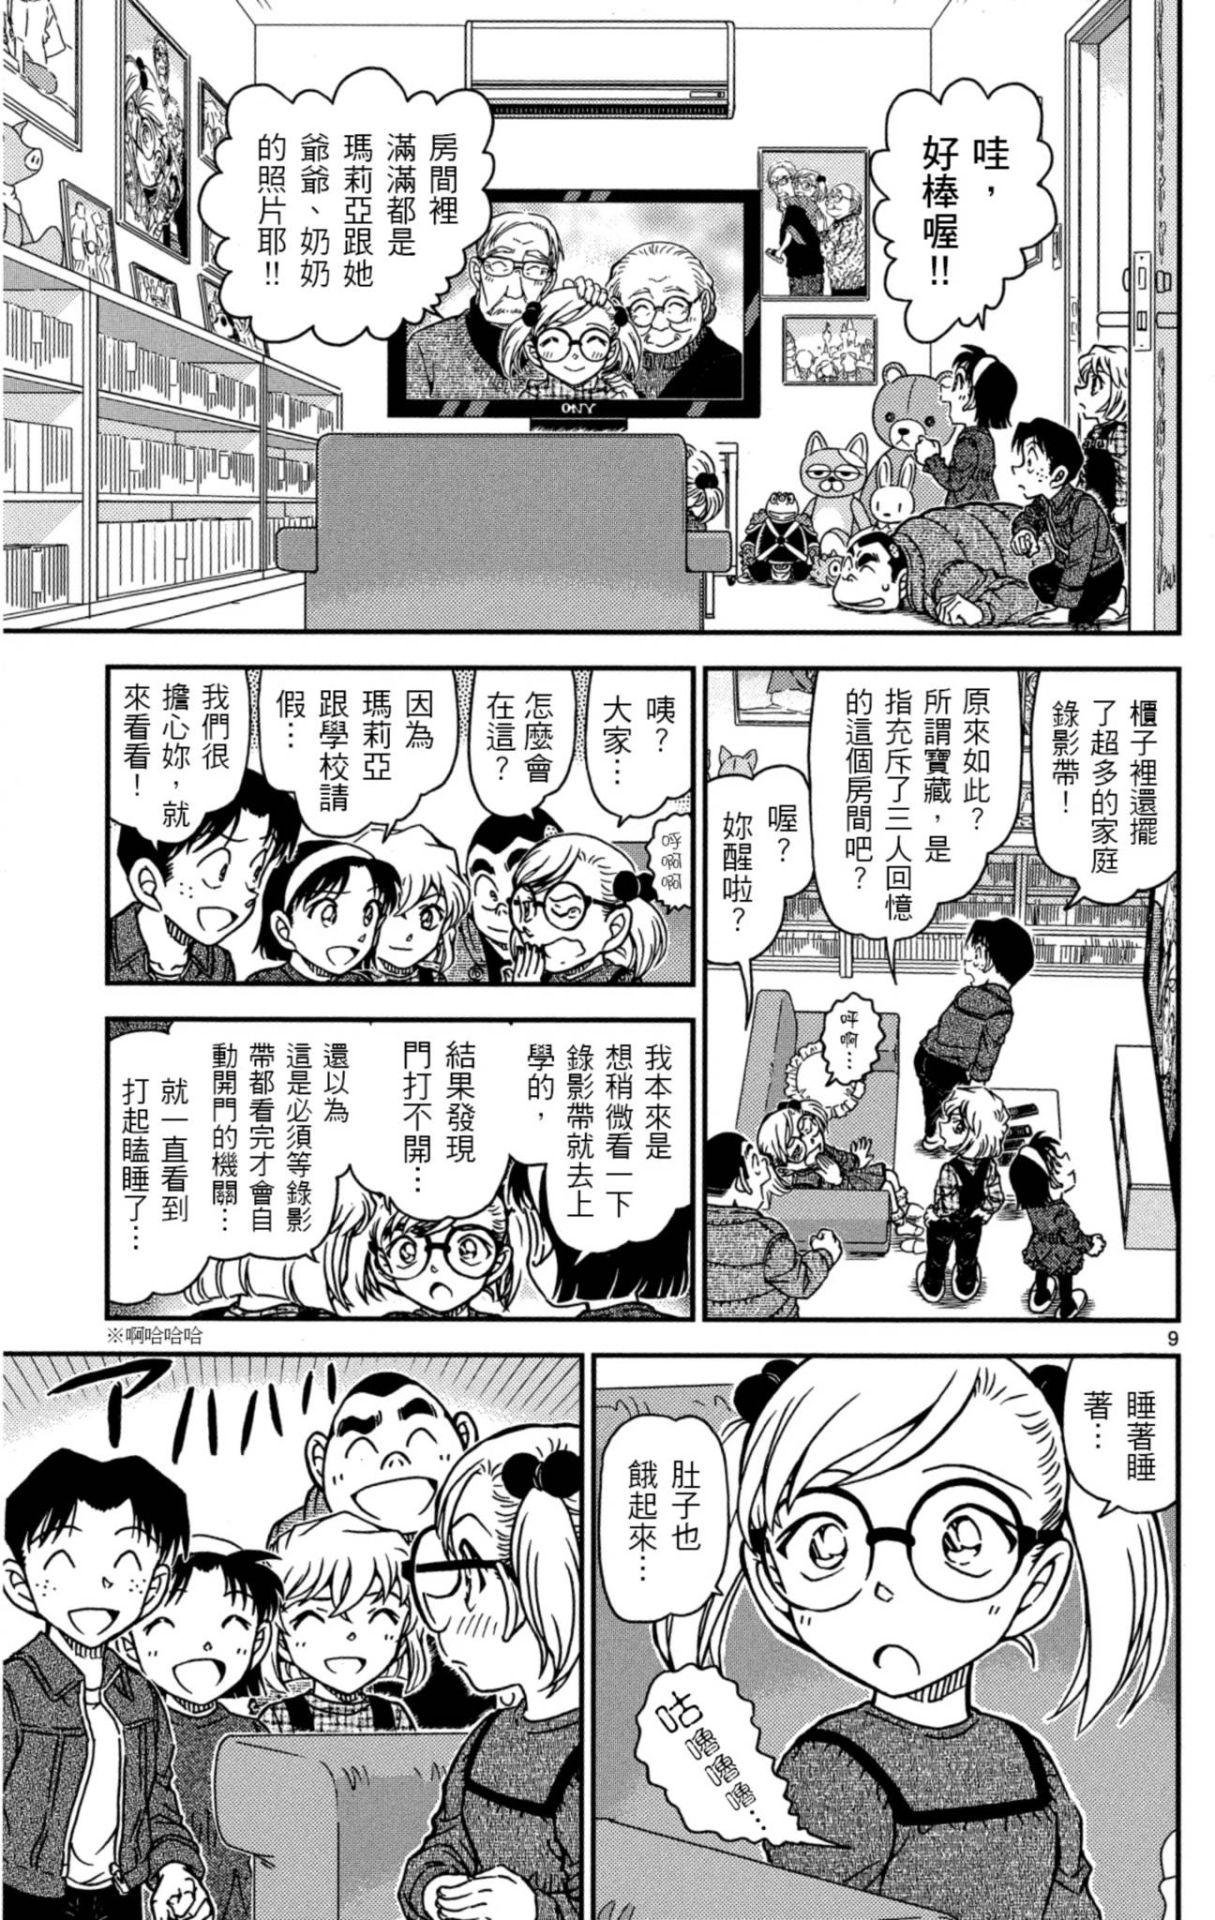 哇，
好棒喔!!
房間裡
滿滿都是
瑪莉亞跟她
爺爺、奶奶
的照片耶!!
ONY
櫃子裡還擺
了超多的家庭
錄影帶！
原來如此？
所謂寶藏，是
指充斥了三人回憶
的這個房間吧？
喔？
妳醒啦？
呼啊…
咦？
大家…
怎麼會
在這？
呼啊啊
因為
瑪莉亞
跟學校請
假…
我們很
擔心妳，就
來看看！
我本來是
想稍微看一下
錄影帶就去上
學的，
結果發現
門打不開…
還以為
這是必須等錄影
帶都看完才會自
動開門的機關…
就一直看到
打起瞌睡了…
※啊哈哈哈
9
睡著睡
著…
肚子也
餓起來…
咕嚕嚕嚕…
アハハハ